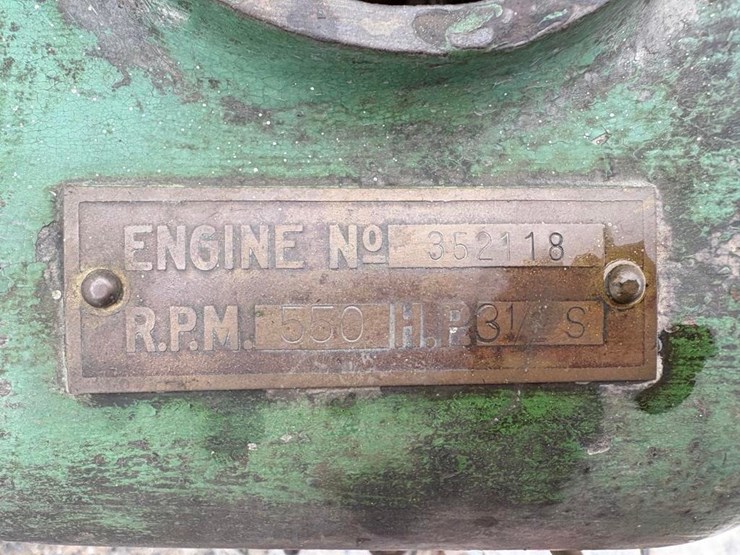 ENGINE Nº 352118
R.P.M. 550 H.P. 3½ S